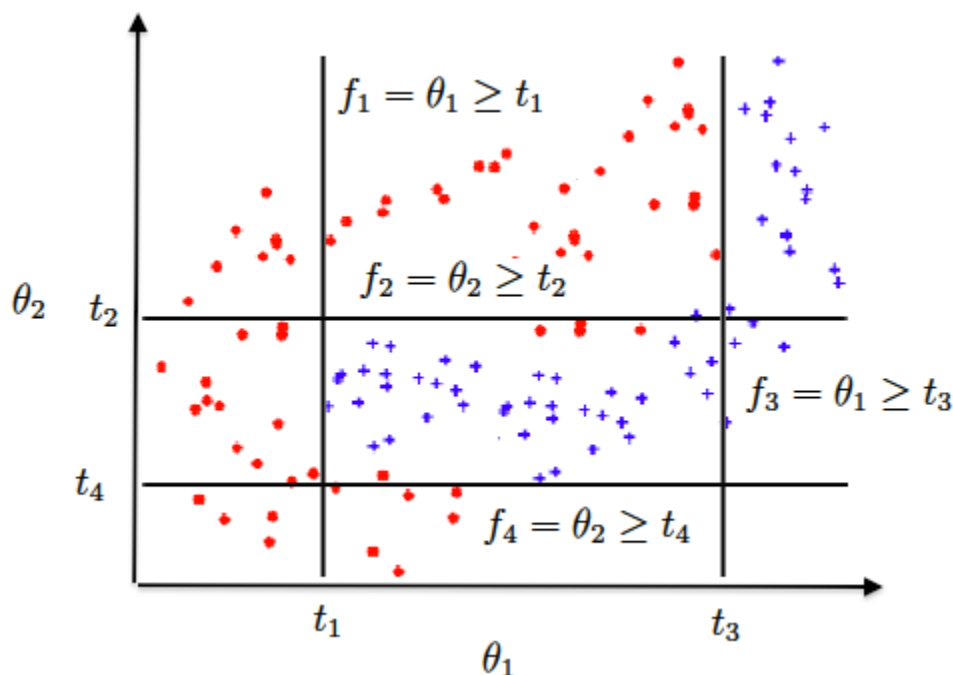 f₁ = θ₁ ≥ t₁
f₂ = θ₂ ≥ t₂
θ₂
t₂
f₃ = θ₁ ≥ t₃
t₄
f₄ = θ₂ ≥ t₄
t₁
t₃
θ₁